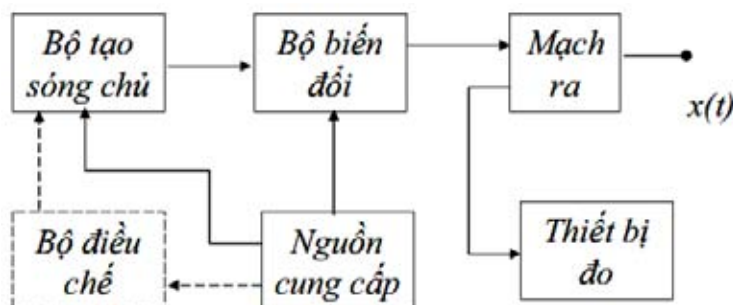 Bộ tạo
sóng chủ
Bộ biến
đổi
Mạch
ra
x(t)
Bộ điều
chế
Nguồn
cung cấp
Thiết bị
đo